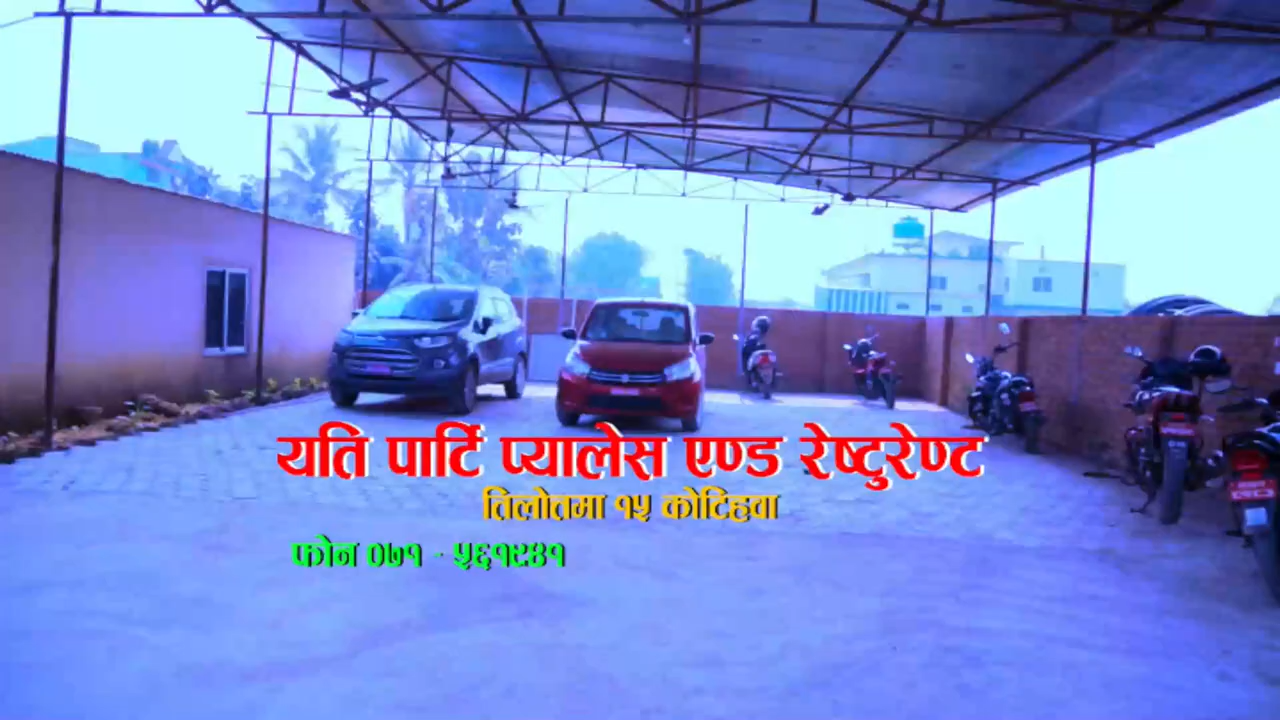 यति पार्टि प्यालेस एण्ड रेष्टुरेण्ट
तिलोतमा १५ कोटिहवा
फोन ०७१ - ५६१९४१